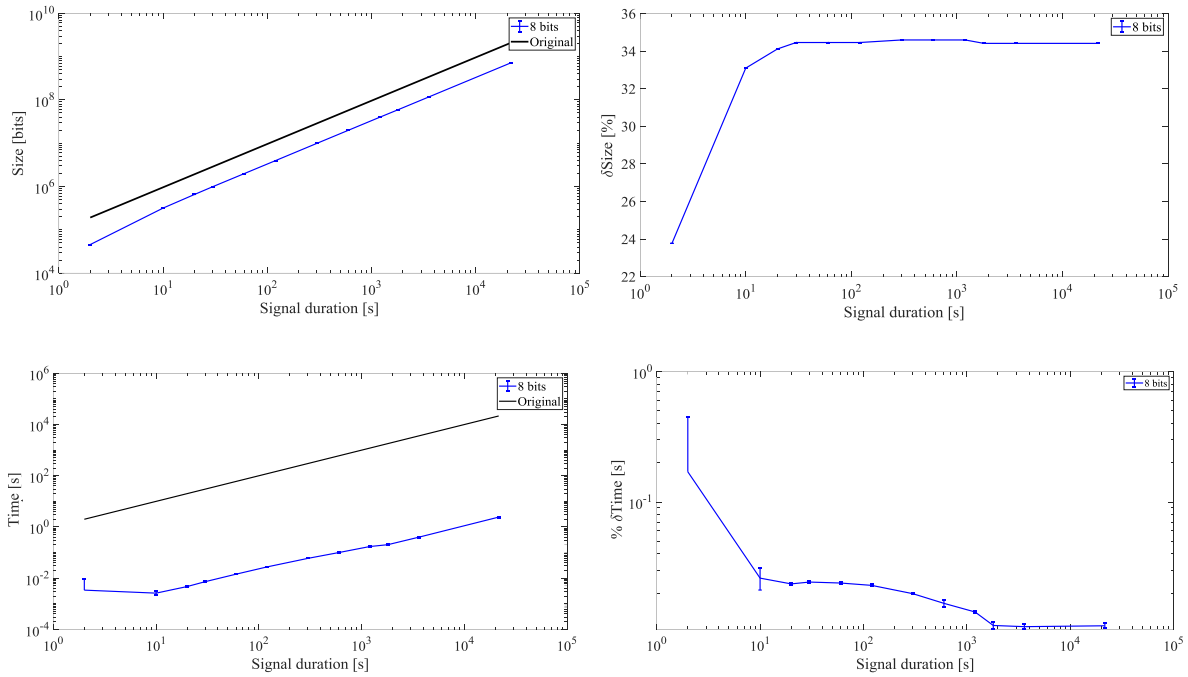 10^10
10^8
10^6
10^4
Size [bits]
8 bits
Original
10^0 10^1 10^2 10^3 10^4 10^5
Signal duration [s]
36
34
32
30
28
26
24
22
δSize [%]
8 bits
10^0 10^1 10^2 10^3 10^4 10^5
Signal duration [s]
10^6
10^4
10^2
10^0
10^-2
10^-4
Time [s]
8 bits
Original
10^0 10^1 10^2 10^3 10^4 10^5
Signal duration [s]
10^0
10^-1
% δTime [s]
8 bits
10^0 10^1 10^2 10^3 10^4 10^5
Signal duration [s]